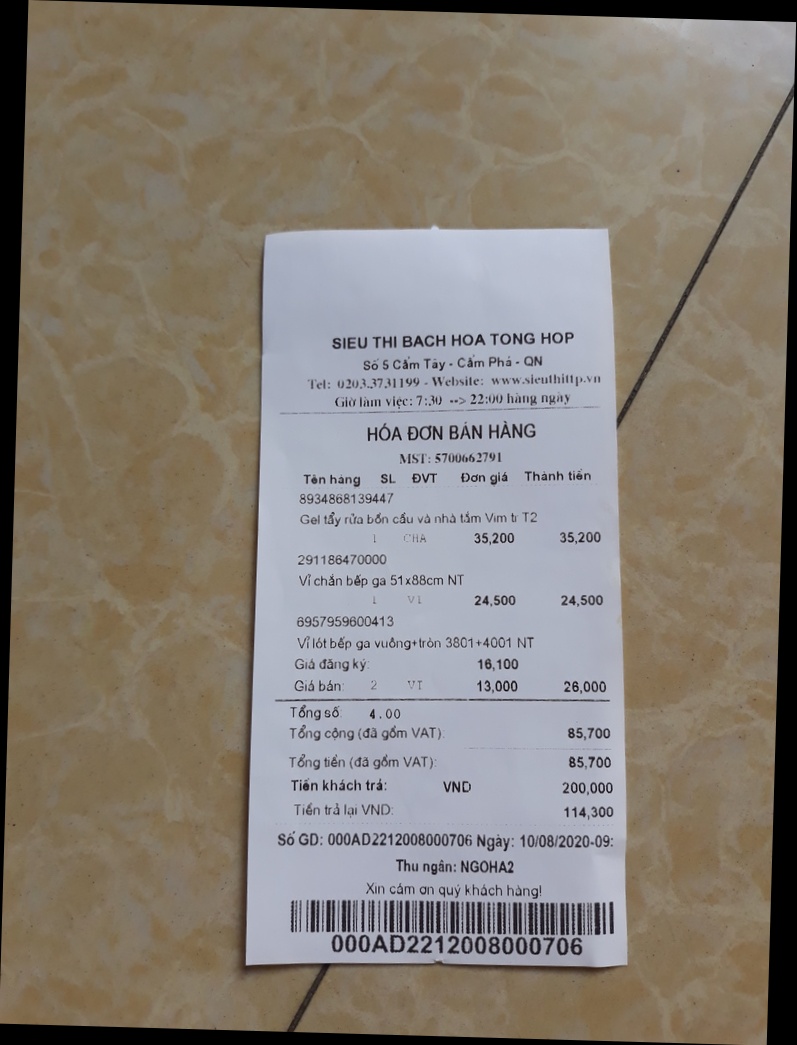 SIEU THI BACH HOA TONG HOP
Số 5 Cẩm Tây - Cẩm Phả - QN
Tel: 0203.3731199 - Website: www.sieuthittp.vn
Giờ làm việc: 7:30 --> 22:00 hàng ngày
HÓA ĐƠN BÁN HÀNG
MST: 5700662791
Tên hàng SL ĐVT Đơn giá Thành tiền
8934868139447
Gel tẩy rửa bồn cầu và nhà tắm Vim tr T2
1 CHA 35,200 35,200
291186470000
Vỉ chắn bếp ga 51x88cm NT
1 VI 24,500 24,500
6957959600413
Vỉ lót bếp ga vuông+tròn 3801+4001 NT
Giá đăng ký: 16,100
Giá bán: 2 VI 13,000 26,000
Tổng số: 4.00
Tổng cộng (đã gồm VAT): 85,700
Tổng tiền (đã gồm VAT): 85,700
Tiền khách trả: VND 200,000
Tiền trả lại VND: 114,300
Số GD: 000AD2212008000706 Ngày: 10/08/2020-09:
Thu ngân: NGOHA2
Xin cảm ơn quý khách hàng!
000AD2212008000706